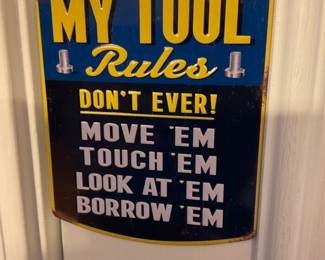 MY TOOL
Rules
DON'T EVER!
MOVE 'EM
TOUCH 'EM
LOOK AT 'EM
BORROW 'EM